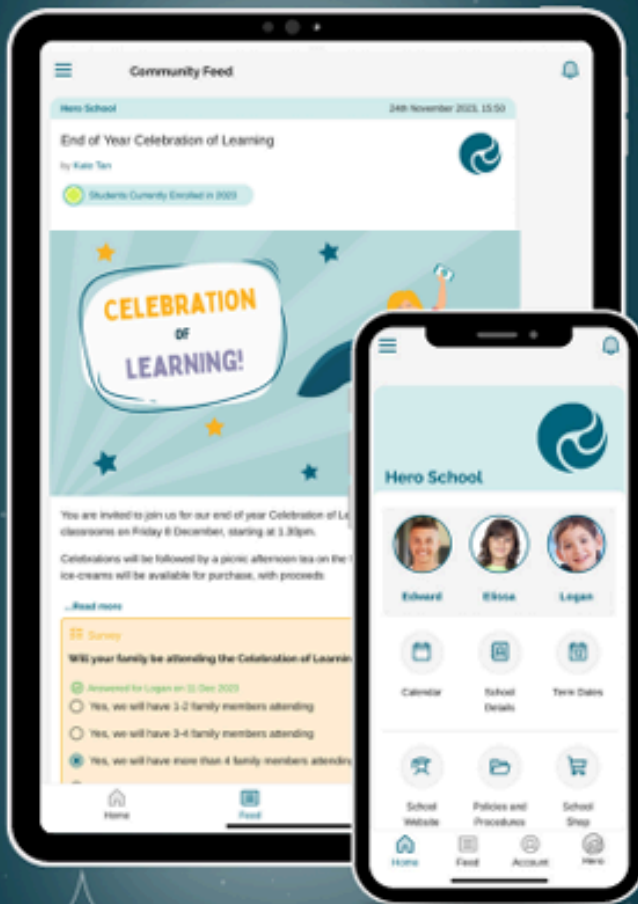 Community Feed
Hero School
24th November 2023, 15:50
End of Year Celebration of Learning
by Kate Tan
Students Currently Enrolled in 2023
CELEBRATION
OF
LEARNING!
You are invited to join us for our end of year Celebration of
classrooms on Friday 8 December, starting at 1.30pm.
Celebrations will be followed by a picnic afternoon tea on the
ice-creams will be available for purchase, with proceeds
...Read more
Survey
Will your family be attending the Celebration of
Answered for Logan on 11 Dec 2023
Yes, we will have 1-2 family members attending
Yes, we will have 3-4 family members attending
Yes, we will have more than 4 family members attending
Home
Feed
Hero School
Edward
Elissa
Logan
Calendar
School
Details
Term Dates
School
Website
Policies and
Procedures
School
Shop
Home
Feed
Account
Hero